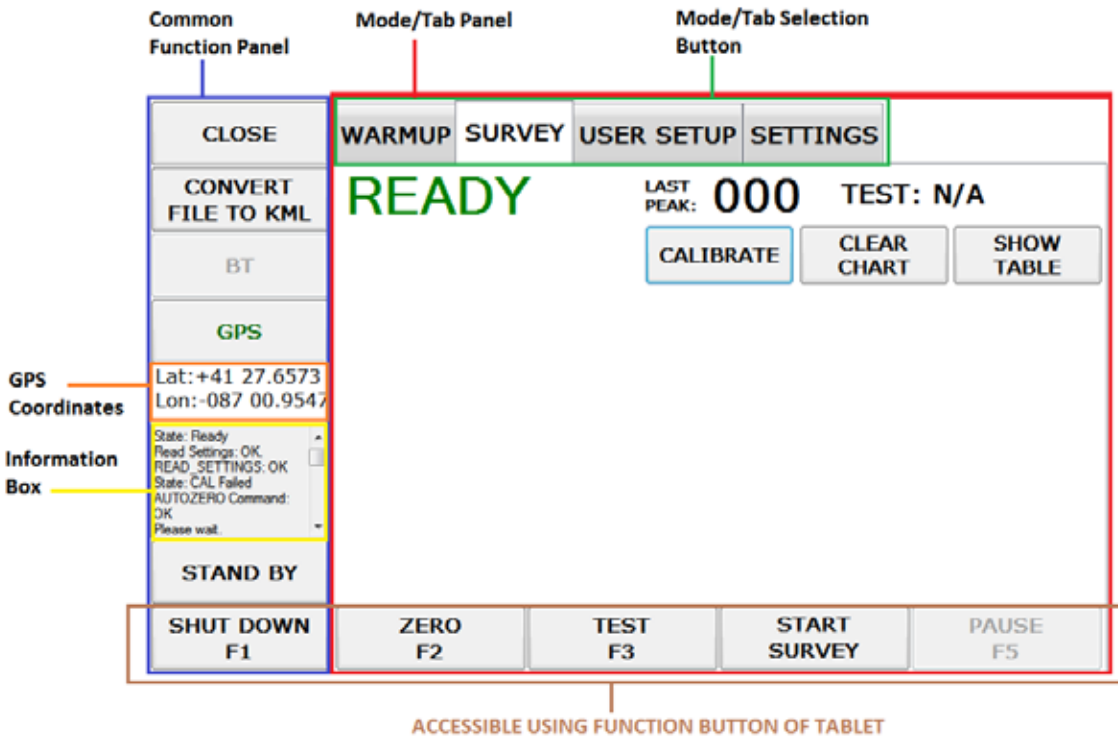 Common
Function Panel
Mode/Tab Panel
Mode/Tab Selection
Button
CLOSE
CONVERT
FILE TO KML
BT
GPS
GPS
Coordinates
Lat:+41 27.6573
Lon:-087 00.9547
Information
Box
State: Ready
Read Settings: OK.
READ_SETTINGS: OK
State: CAL Failed
AUTOZERO Command:
OK
Please wait.
STAND BY
SHUT DOWN
F1
WARMUP SURVEY USER SETUP SETTINGS
READY
LAST
PEAK: 000 TEST: N/A
CALIBRATE
CLEAR
CHART
SHOW
TABLE
ZERO
F2
TEST
F3
START
SURVEY
PAUSE
F5
ACCESSIBLE USING FUNCTION BUTTON OF TABLET